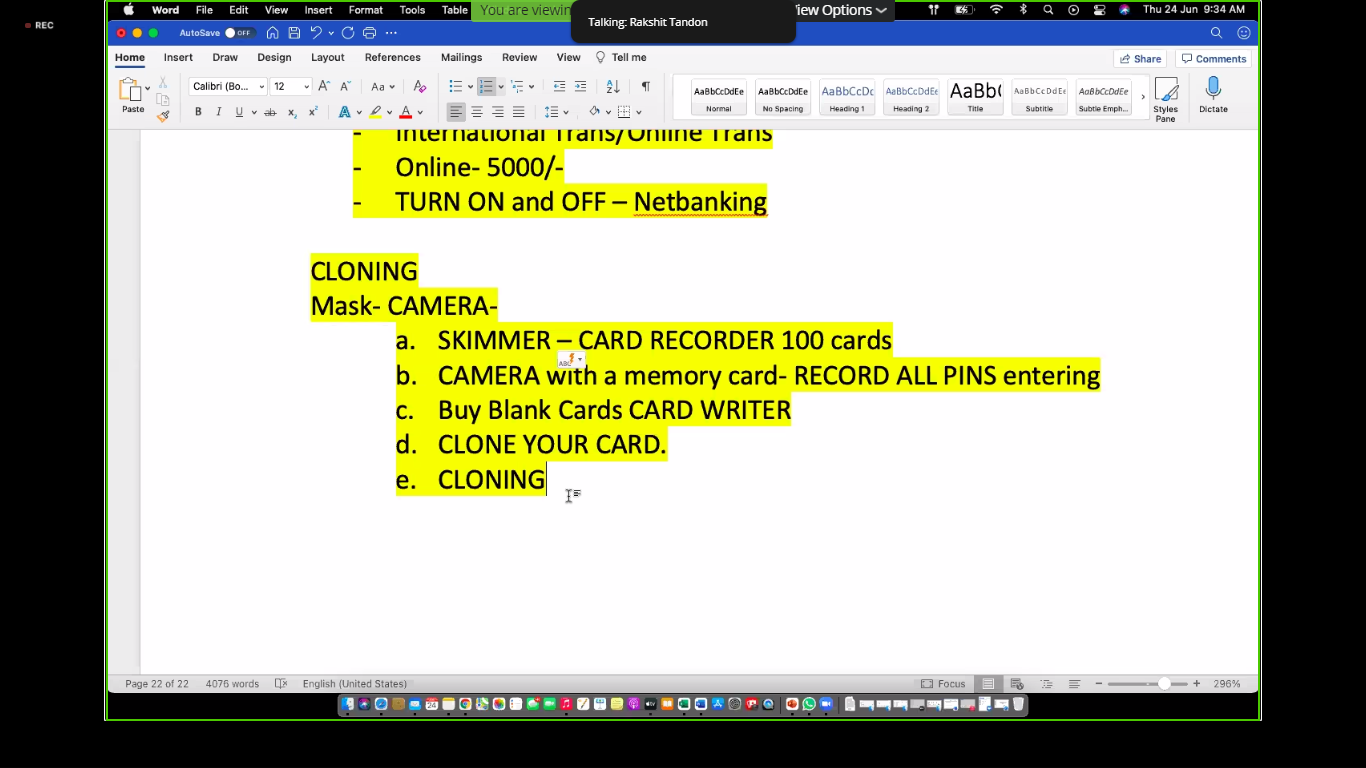 Word File Edit View Insert Format Tools Table You are viewin Talking: Rakshit Tandon iew Options Thu 24 Jun 9:34 AM
REC
AutoSave OFF
Home Insert Draw Design Layout References Mailings Review View Tell me Share Comments
Paste Calibri (Bo... 12 AaBbCcDdEe AaBbCcDdEe AaBbCcDc AaBbCcDdEe AaBb( AaBbCcDdEe AaBbCcDdEe
Normal No Spacing Heading 1 Heading 2 Title Subtitle Subtle Emph... Styles Pane Dictate
- International Trans/Online Trans
- Online- 5000/-
- TURN ON and OFF – Netbanking
CLONING
Mask- CAMERA-
a. SKIMMER – CARD RECORDER 100 cards
b. CAMERA with a memory card- RECORD ALL PINS entering
c. Buy Blank Cards CARD WRITER
d. CLONE YOUR CARD.
e. CLONING
Page 22 of 22 4076 words English (United States) Focus 296%